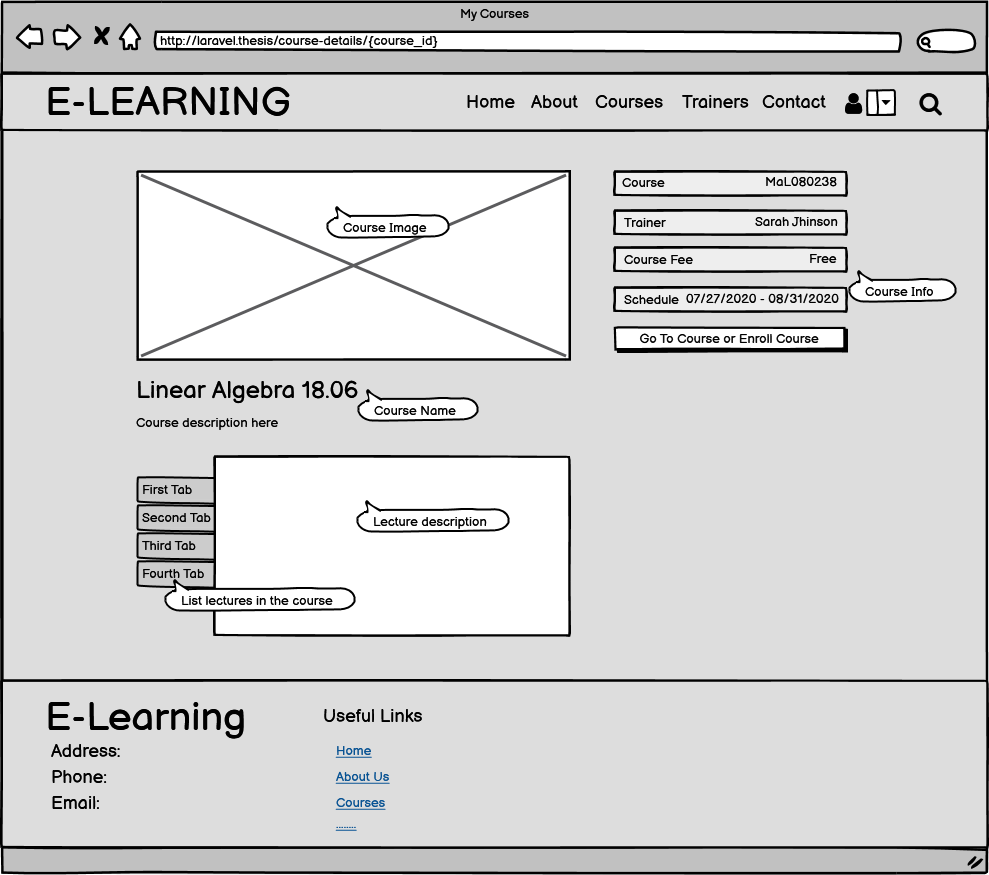 My Courses
http://laravel.thesis/course-details/{course_id}
E-LEARNING
Home About Courses Trainers Contact
Course Image
Course MaL080238
Trainer Sarah Jhinson
Course Fee Free
Schedule 07/27/2020 - 08/31/2020
Course Info
Go To Course or Enroll Course
Linear Algebra 18.06
Course Name
Course description here
First Tab
Second Tab
Third Tab
Fourth Tab
Lecture description
List lectures in the course
E-Learning
Address:
Phone:
Email:
Useful Links
Home
About Us
Courses
........